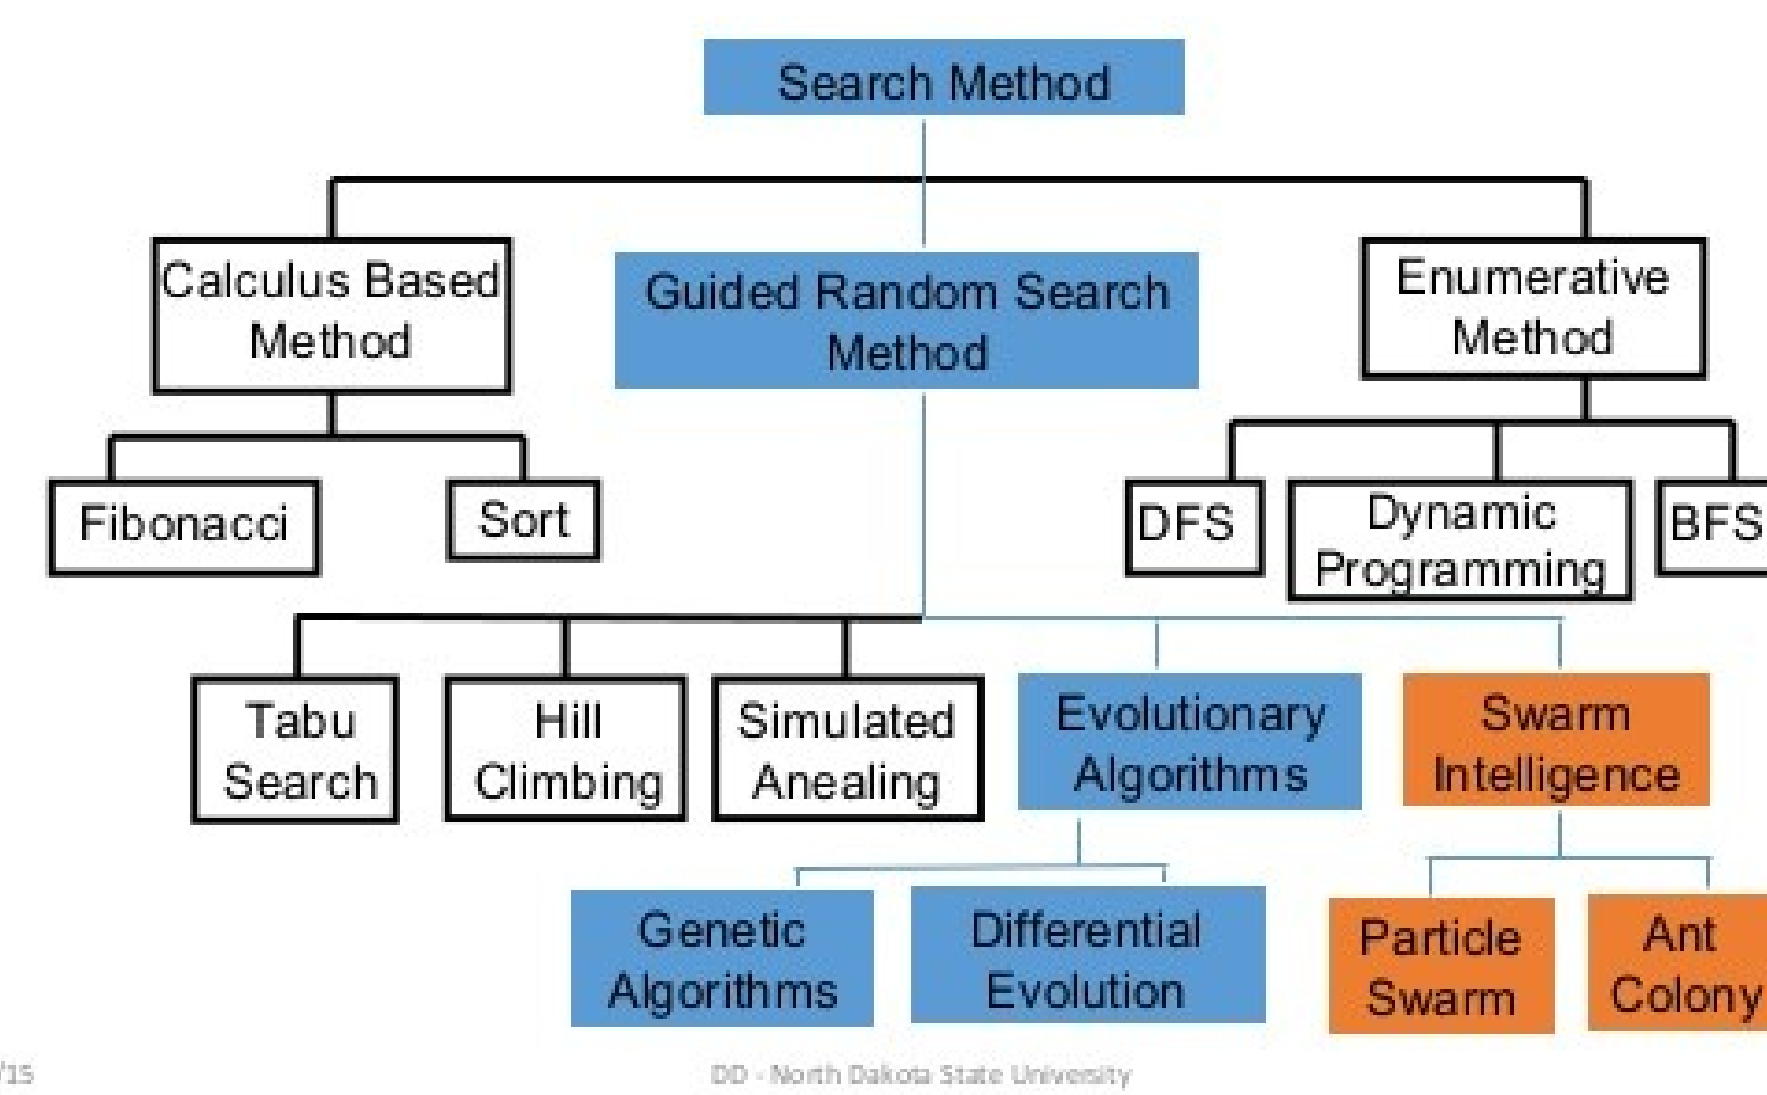 Search Method
Calculus Based
Method
Guided Random Search
Method
Enumerative
Method
Fibonacci
Sort
DFS
Dynamic
Programming
BFS
Tabu
Search
Hill
Climbing
Simulated
Anealing
Evolutionary
Algorithms
Swarm
Intelligence
Genetic
Algorithms
Differential
Evolution
Particle
Swarm
Ant
Colony
/15
DD - North Dakota State University